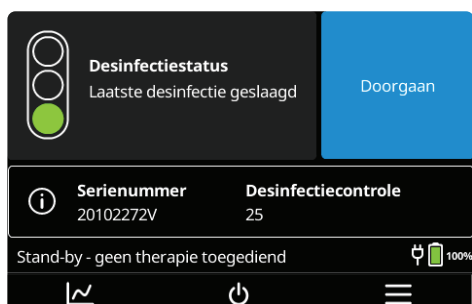 Desinfectiestatus
Laatste desinfectie geslaagd
Doorgaan
Serienummer
Desinfectiecontrole
20102272V
25
Stand-by - geen therapie toegediend
100%